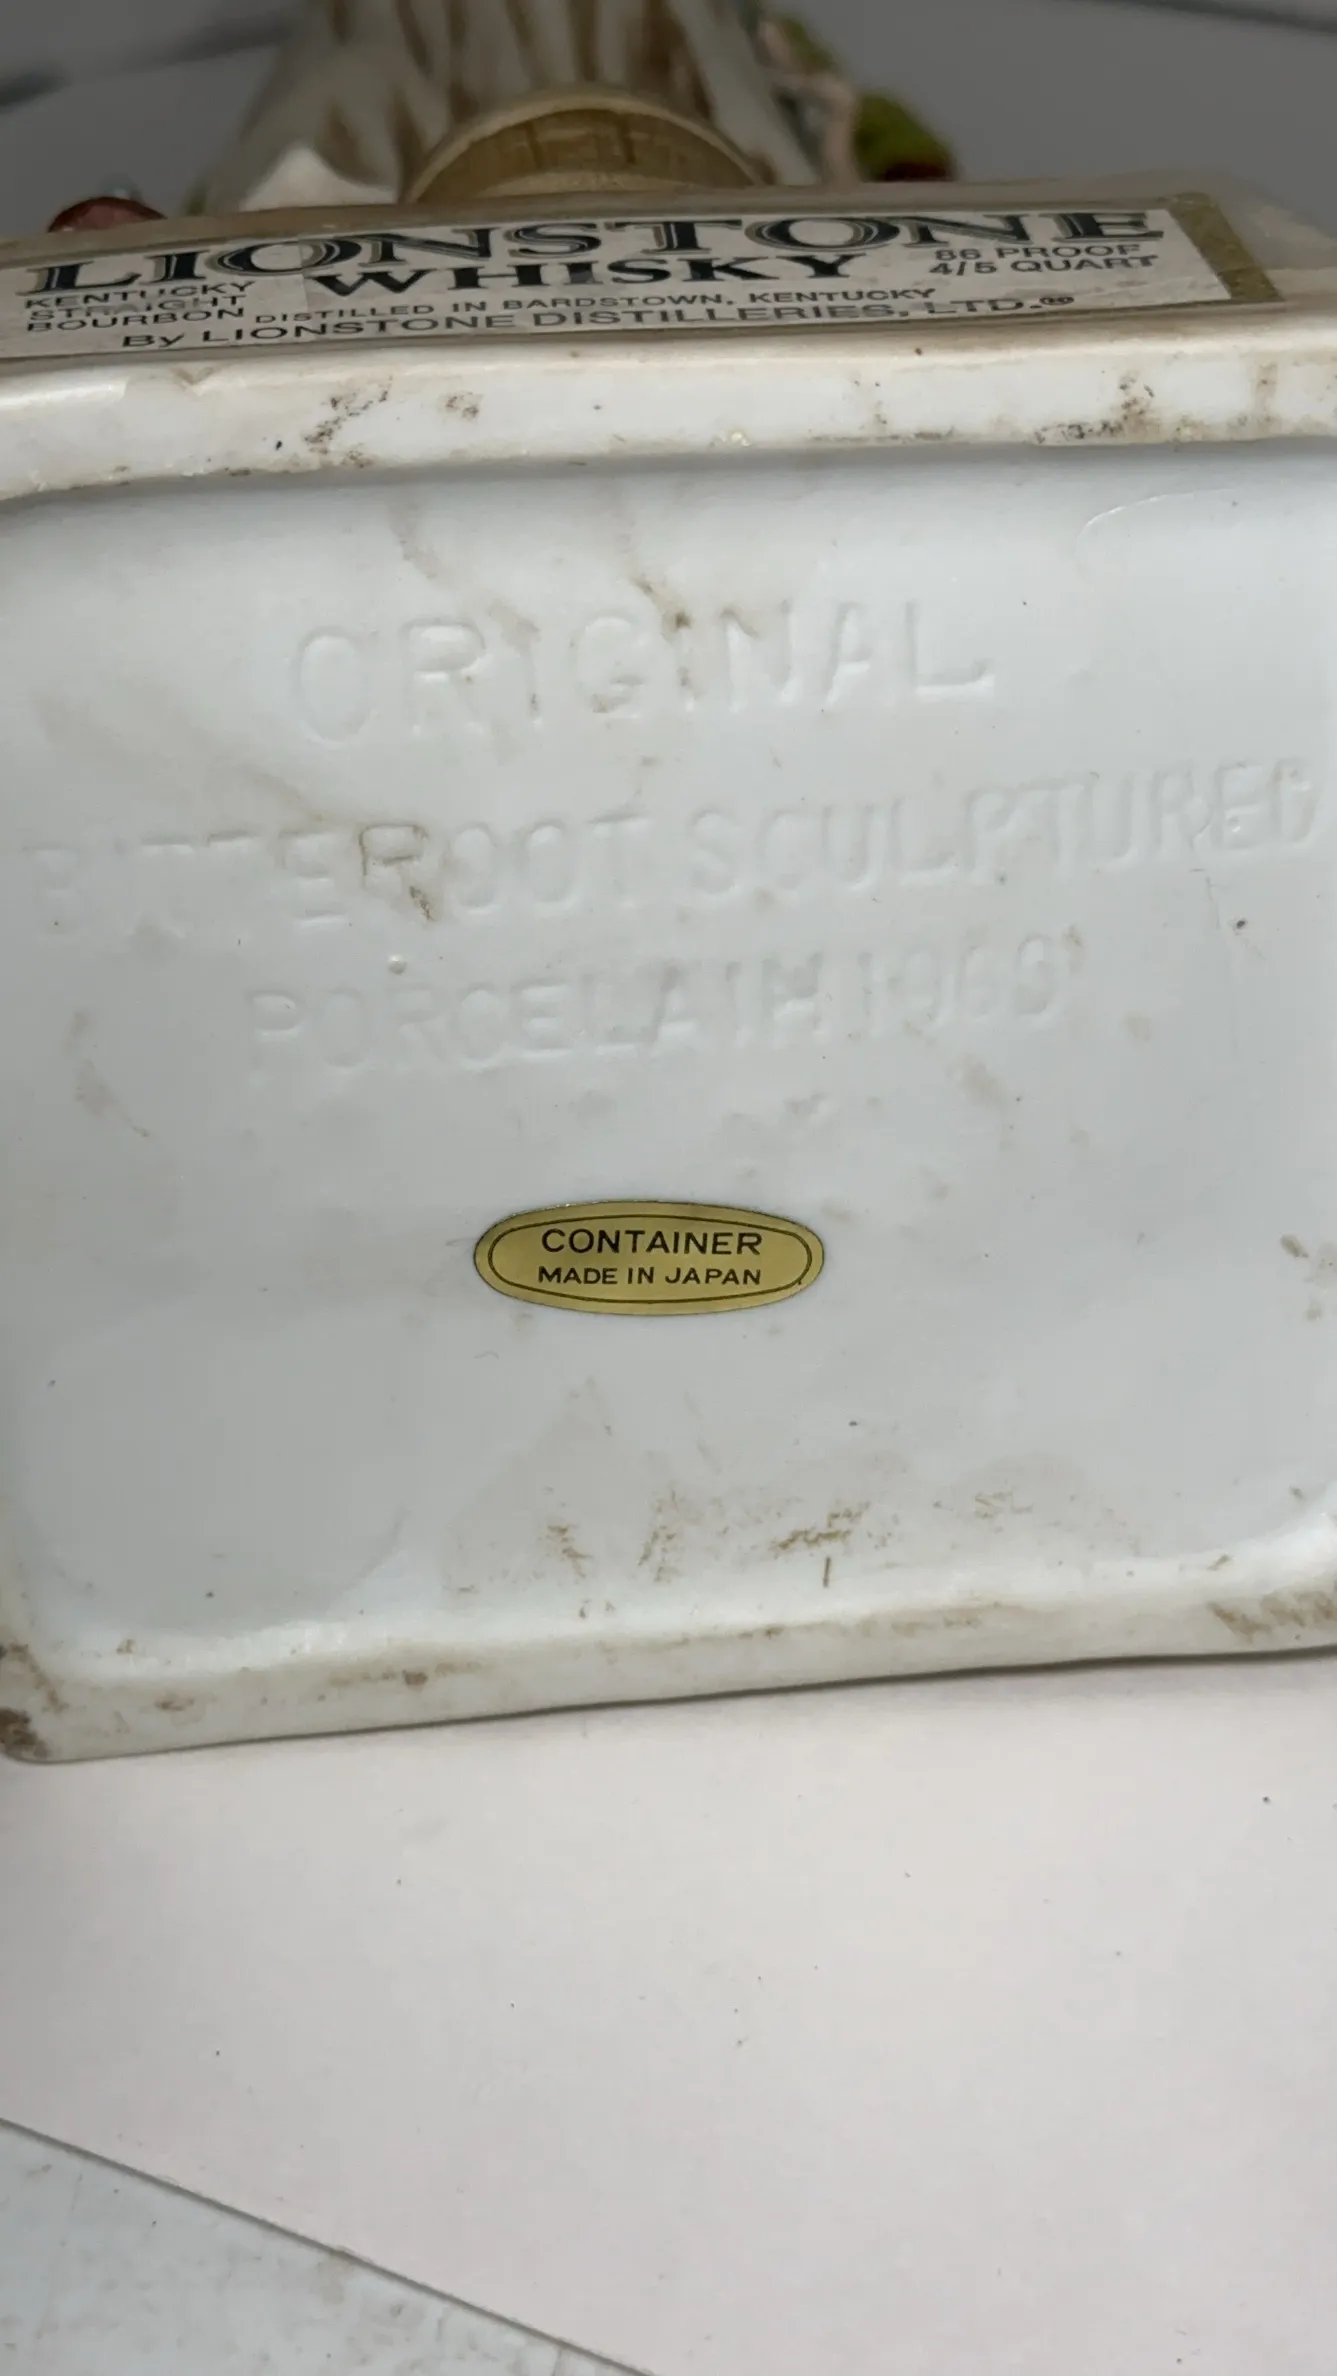 LIONSTONE
WHISKY
KENTUCKY
STRAIGHT
BOURBON
86 PROOF
4/5 QUART
DISTILLED IN BARDSTOWN, KENTUCKY
By LIONSTONE DISTILLERIES, LTD.
ORIGINAL
BITTEROOT SCULPTURED
PORCELAIN
CONTAINER
MADE IN JAPAN